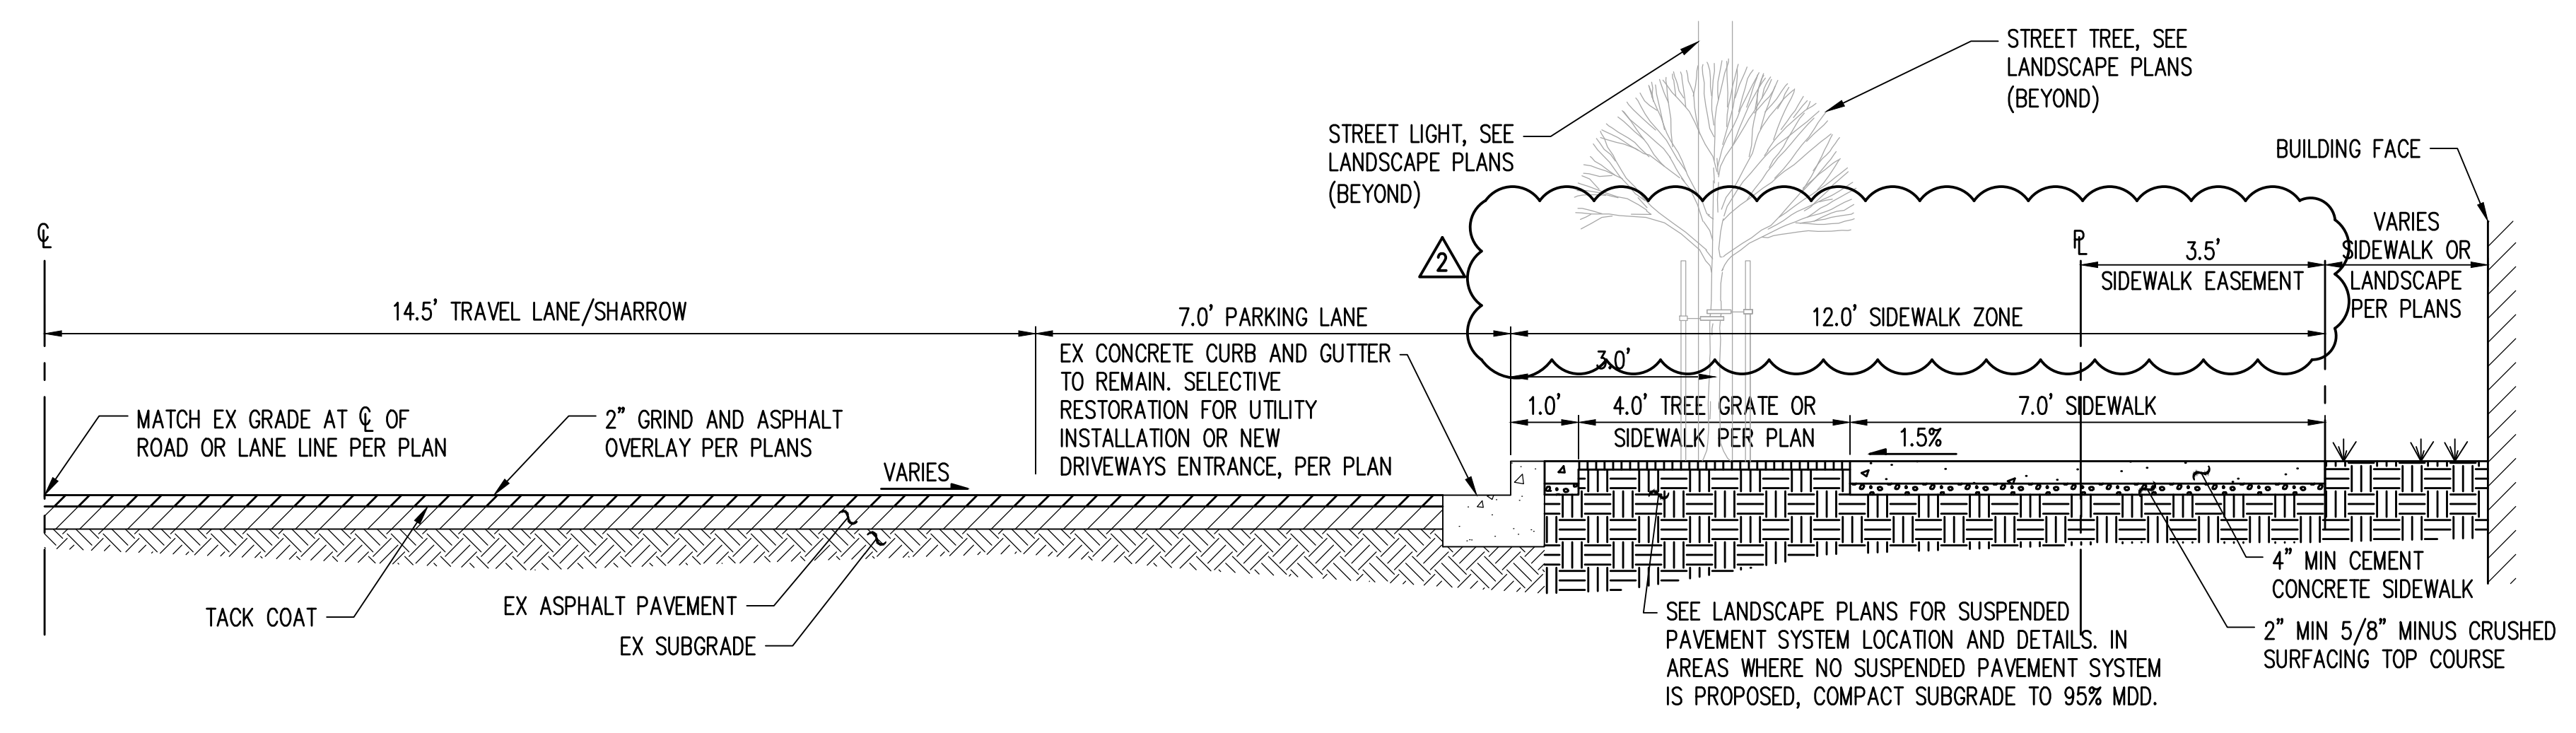 STREET TREE, SEE
LANDSCAPE PLANS
(BEYOND)
STREET LIGHT, SEE
LANDSCAPE PLANS
(BEYOND)
BUILDING FACE
℄
2
℄
3.5'
SIDEWALK EASEMENT
VARIES
SIDEWALK OR
LANDSCAPE
PER PLANS
14.5' TRAVEL LANE/SHARROW
7.0' PARKING LANE
12.0' SIDEWALK ZONE
3.0'
EX CONCRETE CURB AND GUTTER
TO REMAIN. SELECTIVE
RESTORATION FOR UTILITY
INSTALLATION OR NEW
DRIVEWAYS ENTRANCE, PER PLAN
1.0'
4.0' TREE GRATE OR
SIDEWALK PER PLAN
7.0' SIDEWALK
1.5%
MATCH EX GRADE AT ℄ OF
ROAD OR LANE LINE PER PLAN
2" GRIND AND ASPHALT
OVERLAY PER PLANS
VARIES
TACK COAT
EX ASPHALT PAVEMENT
EX SUBGRADE
SEE LANDSCAPE PLANS FOR SUSPENDED
PAVEMENT SYSTEM LOCATION AND DETAILS. IN
AREAS WHERE NO SUSPENDED PAVEMENT SYSTEM
IS PROPOSED, COMPACT SUBGRADE TO 95% MDD.
4" MIN CEMENT
CONCRETE SIDEWALK
2" MIN 5/8" MINUS CRUSHED
SURFACING TOP COURSE